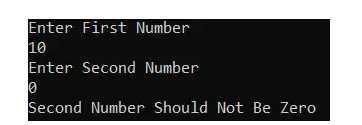 Enter First Number
10
Enter Second Number
0
Second Number Should Not Be Zero